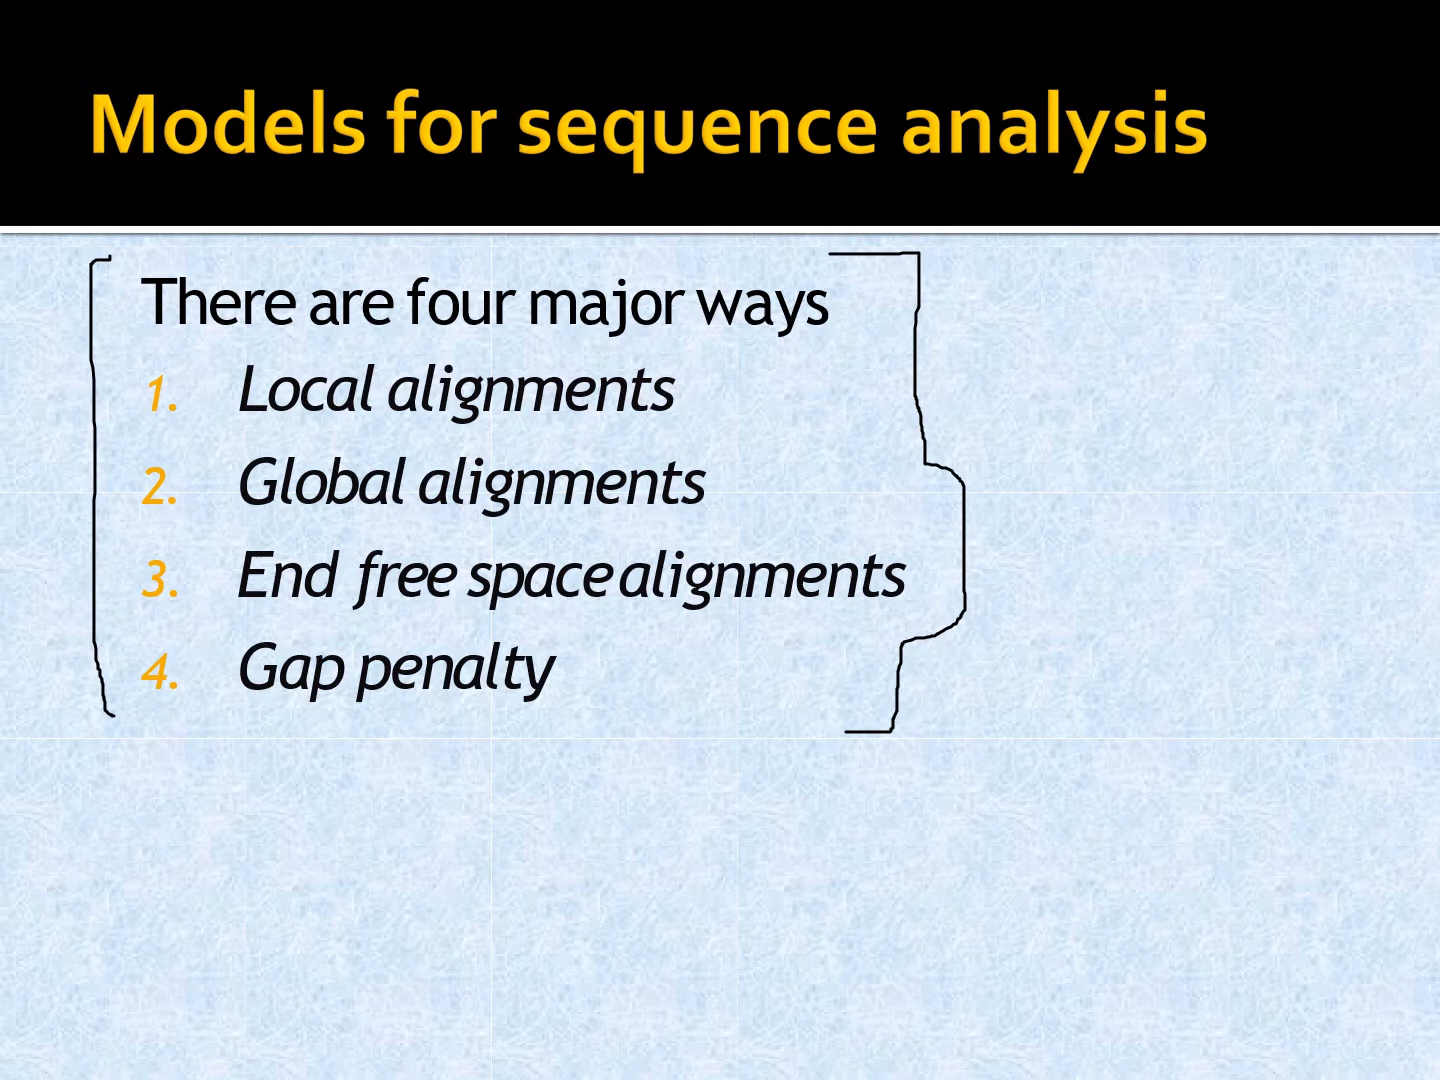 Models for sequence analysis
There are four major ways
1. Local alignments
2. Global alignments
3. End free space alignments
4. Gap penalty